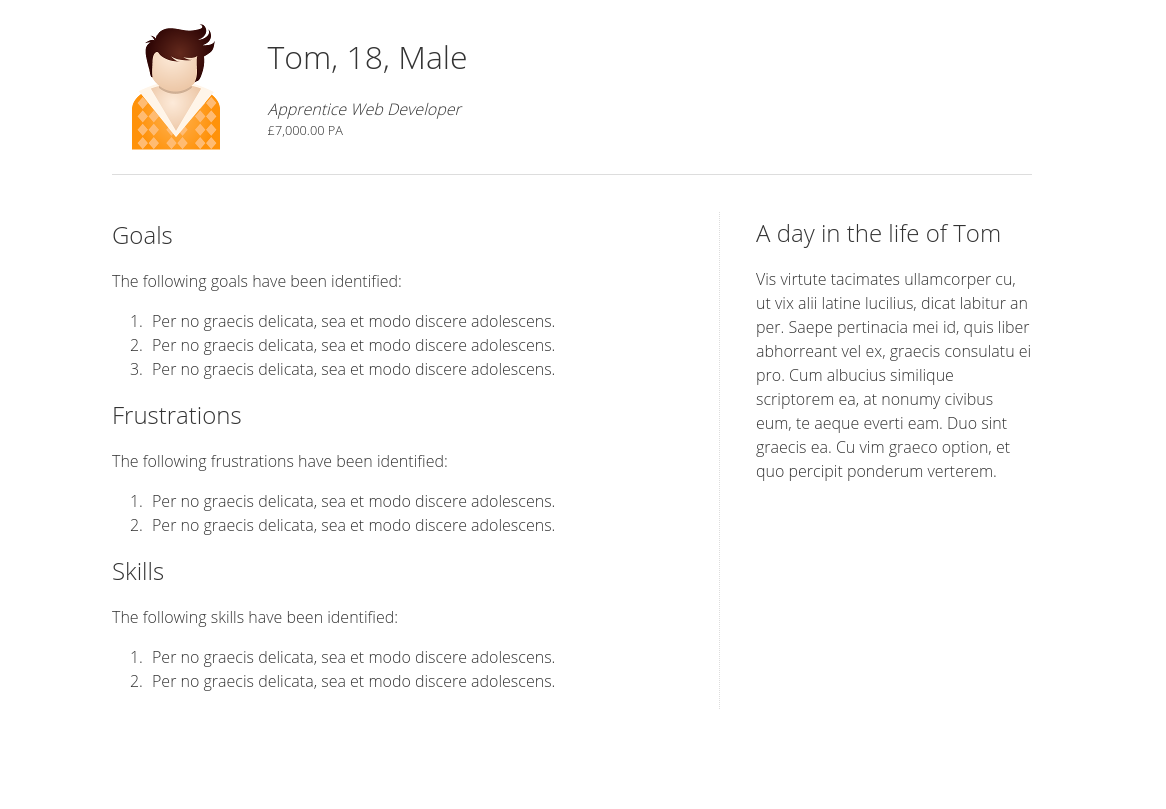 Tom, 18, Male
Apprentice Web Developer
£7,000.00 PA
Goals
The following goals have been identified:
1. Per no graecis delicata, sea et modo discere adolescens.
2. Per no graecis delicata, sea et modo discere adolescens.
3. Per no graecis delicata, sea et modo discere adolescens.
Frustrations
The following frustrations have been identified:
1. Per no graecis delicata, sea et modo discere adolescens.
2. Per no graecis delicata, sea et modo discere adolescens.
Skills
The following skills have been identified:
1. Per no graecis delicata, sea et modo discere adolescens.
2. Per no graecis delicata, sea et modo discere adolescens.
A day in the life of Tom
Vis virtute tacimates ullamcorper cu,
ut vix alii latine lucilius, dicat labitur an
per. Saepe pertinacia mei id, quis liber
abhorreant vel ex, graecis consulatu ei
pro. Cum albucius similique
scriptorem ea, at nonumy civibus
eum, te aeque everti eam. Duo sint
graecis ea. Cu vim graeco option, et
quo percipit ponderum verterem.